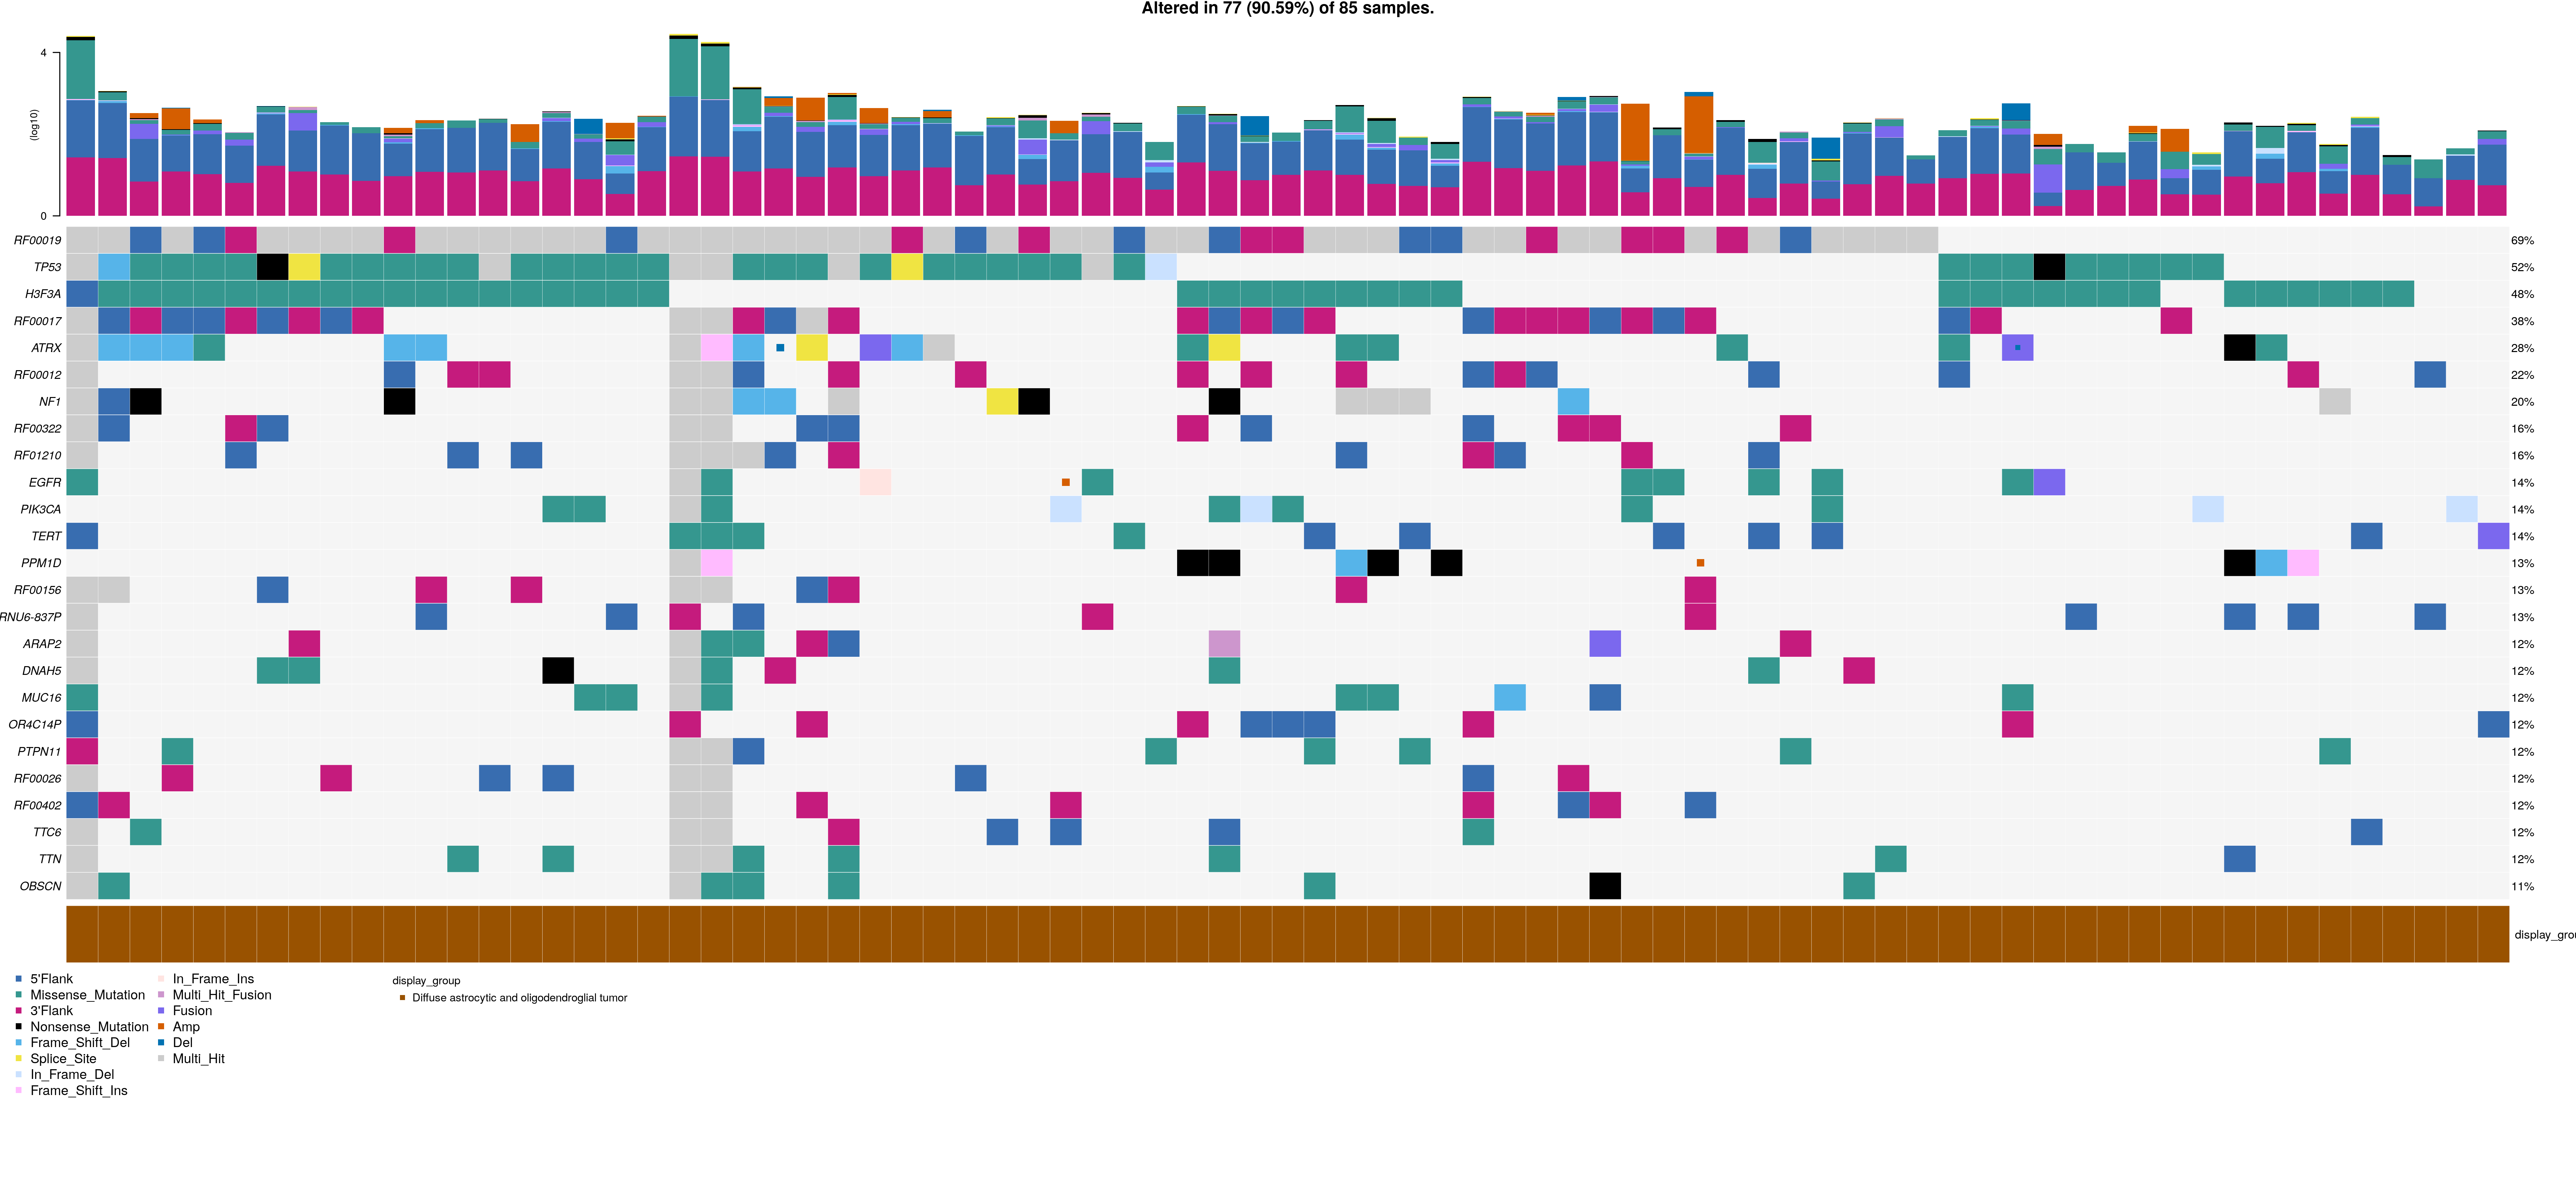 Altered in 77 (90.59%) of 85 samples.
4
(log10)
0
RF00019 69%
TP53 52%
H3F3A 48%
RF00017 38%
ATRX 28%
RF00012 22%
NF1 20%
RF00322 16%
RF01210 16%
EGFR 14%
PIK3CA 14%
TERT 14%
PPM1D 13%
RF00156 13%
RNU6-837P 13%
ARAP2 12%
DNAH5 12%
MUC16 12%
OR4C14P 12%
PTPN11 12%
RF00026 12%
RF00402 12%
TTC6 12%
TTN 12%
OBSCN 11%
display_grou
5'Flank
Missense_Mutation
3'Flank
Nonsense_Mutation
Frame_Shift_Del
Splice_Site
In_Frame_Del
Frame_Shift_Ins
In_Frame_Ins
Multi_Hit_Fusion
Fusion
Amp
Del
Multi_Hit
display_group
Diffuse astrocytic and oligodendroglial tumor